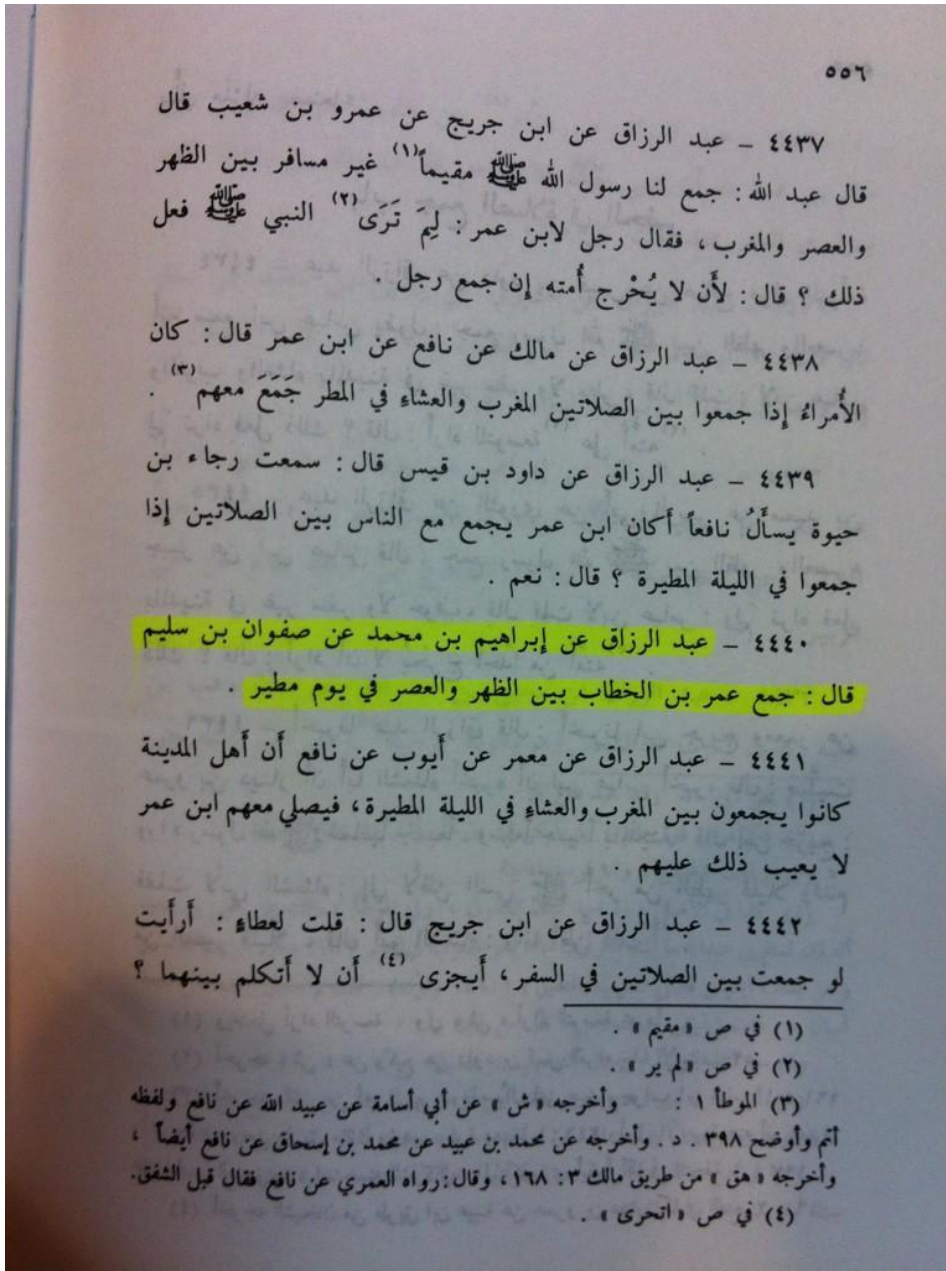 ٥٥٦
٤٤٣٧ ـ عبد الرزاق عن ابن جريج عن عمرو بن شعيب قال
قال عبد الله : جمع لنا رسول الله ﷺ مقيماً(١) غير مسافر بين الظهر
والعصر والمغرب ، فقال رجل لابن عمر : لِمَ تَرَى(٢) النبي ﷺ فعل
ذلك ؟ قال : لأَن لا يُحْرج أُمته إن جمع رجل .
٤٤٣٨ ـ عبد الرزاق عن مالك عن نافع عن ابن عمر قال : كان
الأُمراءُ إذا جمعوا بين الصلاتين المغرب والعشاءِ في المطر جَمَعَ معهم(٣) .
٤٤٣٩ ـ عبد الرزاق عن داود بن قيس قال : سمعت رجاء بن
حيوة يسأَلُ نافعاً أَكان ابن عمر يجمع مع الناس بين الصلاتين إذا
جمعوا في الليلة المطيرة ؟ قال : نعم .
٤٤٤٠ ـ عبد الرزاق عن إبراهيم بن محمد عن صفوان بن سليم
قال : جمع عمر بن الخطاب بين الظهر والعصر في يوم مطير .
٤٤٤١ ـ عبد الرزاق عن معمر عن أَيوب عن نافع أَن أَهل المدينة
كانوا يجمعون بين المغرب والعشاءِ في الليلة المطيرة ، فيصلي معهم ابن عمر
لا يعيب ذلك عليهم .
٤٤٤٢ ـ عبد الرزاق عن ابن جريج قال : قلت لعطاءٍ : أَرأَيت
لو جمعت بين الصلاتين في السفر ، أَيجزى(٤) أَن لا أَتكلم بينهما ؟
(١) في ص « مقيم » .
(٢) في ص « لم ير » .
(٣) الموطأ ١ : وأخرجه « ش » عن أبي أسامة عن عبيد الله عن نافع ولفظه
أتم وأوضح ٣٩٨ . د . وأخرجه عن محمد بن عبيد عن محمد بن إسحاق عن نافع أيضاً ،
وأخرجه « هق » من طريق مالك ٣ : ١٦٨ ، وقال : رواه العمري عن نافع فقال قبل الشفق.
(٤) في ص « اتحرى » .